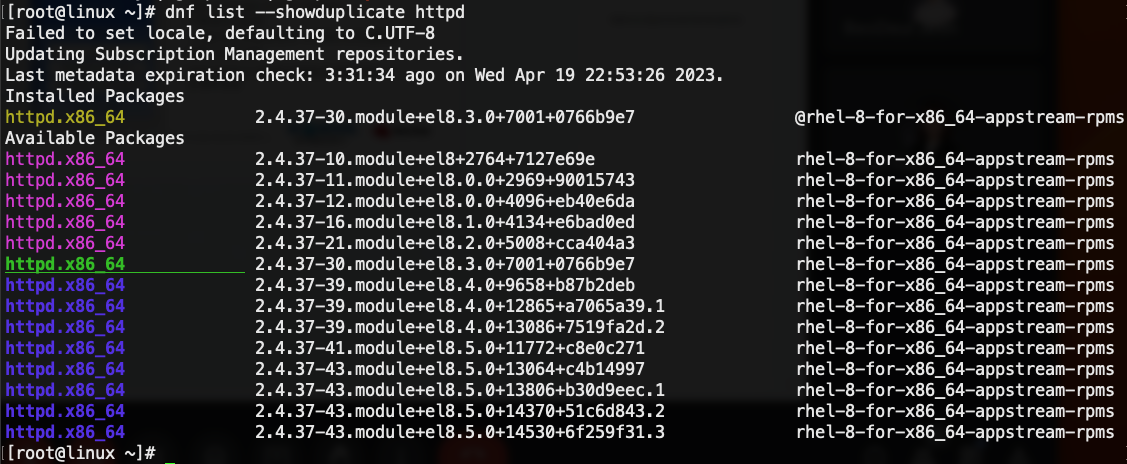 [root@linux ~]# dnf list --showduplicate httpd
Failed to set locale, defaulting to C.UTF-8
Updating Subscription Management repositories.
Last metadata expiration check: 3:31:34 ago on Wed Apr 19 22:53:26 2023.
Installed Packages
httpd.x86_64 2.4.37-30.module+el8.3.0+7001+0766b9e7 @rhel-8-for-x86_64-appstream-rpms
Available Packages
httpd.x86_64 2.4.37-10.module+el8+2764+7127e69e rhel-8-for-x86_64-appstream-rpms
httpd.x86_64 2.4.37-11.module+el8.0.0+2969+90015743 rhel-8-for-x86_64-appstream-rpms
httpd.x86_64 2.4.37-12.module+el8.0.0+4096+eb40e6da rhel-8-for-x86_64-appstream-rpms
httpd.x86_64 2.4.37-16.module+el8.1.0+4134+e6bad0ed rhel-8-for-x86_64-appstream-rpms
httpd.x86_64 2.4.37-21.module+el8.2.0+5008+cca404a3 rhel-8-for-x86_64-appstream-rpms
httpd.x86_64 2.4.37-30.module+el8.3.0+7001+0766b9e7 rhel-8-for-x86_64-appstream-rpms
httpd.x86_64 2.4.37-39.module+el8.4.0+9658+b87b2deb rhel-8-for-x86_64-appstream-rpms
httpd.x86_64 2.4.37-39.module+el8.4.0+12865+a7065a39.1 rhel-8-for-x86_64-appstream-rpms
httpd.x86_64 2.4.37-39.module+el8.4.0+13086+7519fa2d.2 rhel-8-for-x86_64-appstream-rpms
httpd.x86_64 2.4.37-41.module+el8.5.0+11772+c8e0c271 rhel-8-for-x86_64-appstream-rpms
httpd.x86_64 2.4.37-43.module+el8.5.0+13064+c4b14997 rhel-8-for-x86_64-appstream-rpms
httpd.x86_64 2.4.37-43.module+el8.5.0+13806+b30d9eec.1 rhel-8-for-x86_64-appstream-rpms
httpd.x86_64 2.4.37-43.module+el8.5.0+14370+51c6d843.2 rhel-8-for-x86_64-appstream-rpms
httpd.x86_64 2.4.37-43.module+el8.5.0+14530+6f259f31.3 rhel-8-for-x86_64-appstream-rpms
[root@linux ~]#